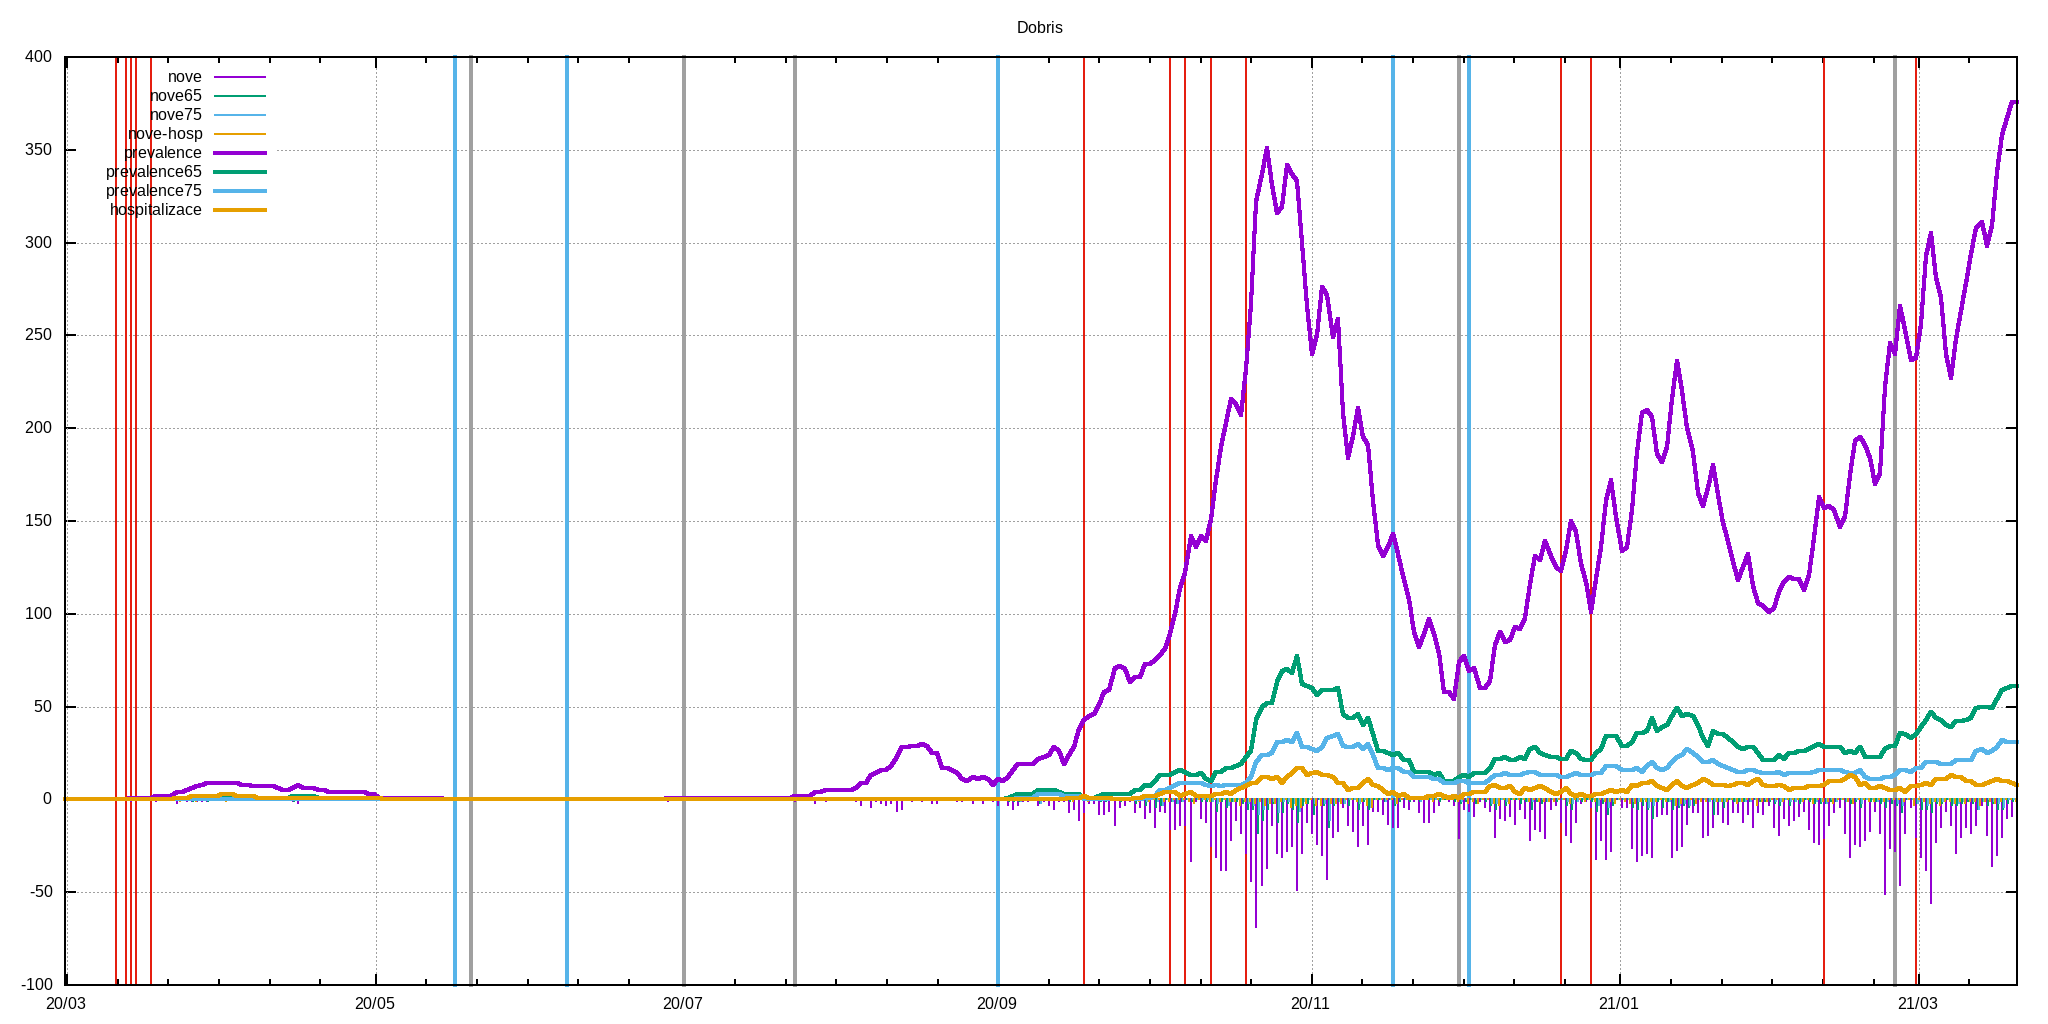 Dobris
400
350
300
250
200
150
100
50
0
-50
-100
nove
nove65
nove75
nove-hosp
prevalence
prevalence65
prevalence75
hospitalizace
20/03 20/05 20/07 20/09 20/11 21/01 21/03